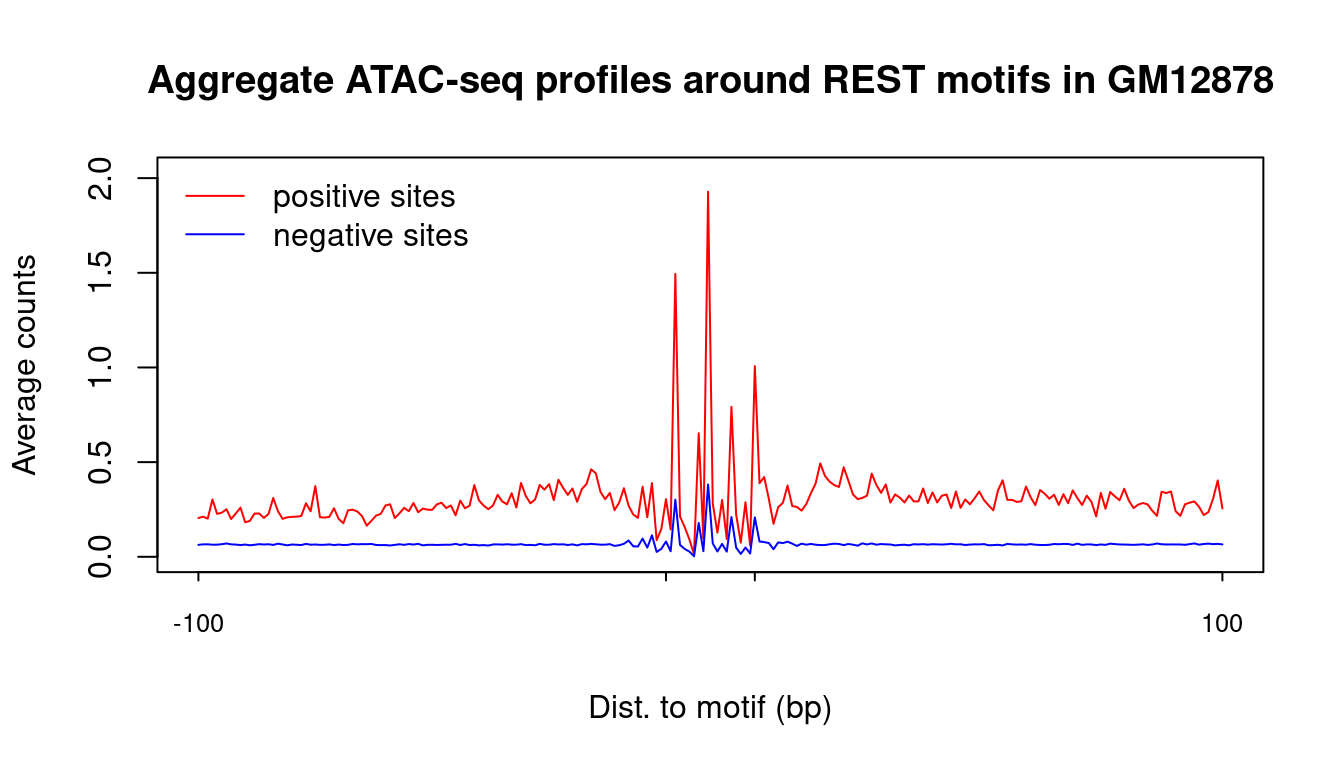 Aggregate ATAC-seq profiles around REST motifs in GM12878
positive sites
negative sites
Average counts
2.0
1.5
1.0
0.5
0.0
-100
100
Dist. to motif (bp)